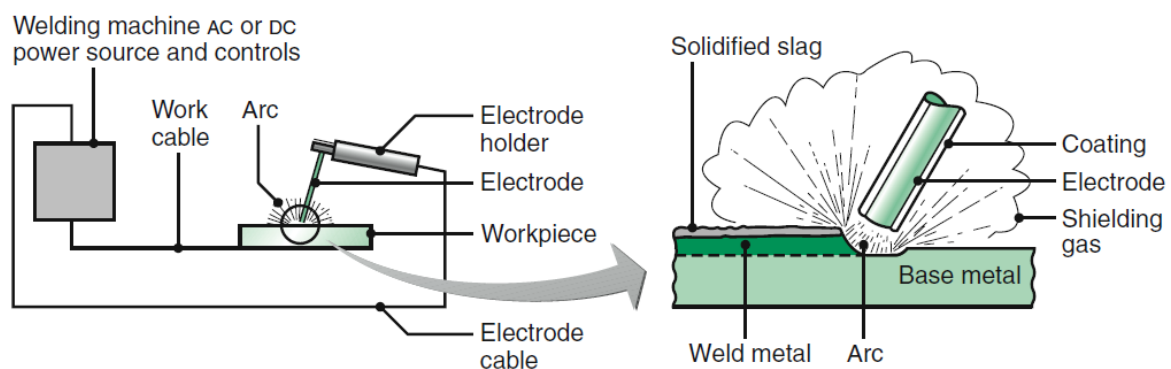 Welding machine AC or DC
power source and controls
Work
cable
Arc
Electrode
holder
Electrode
Workpiece
Electrode
cable
Solidified slag
Coating
Electrode
Shielding
gas
Base metal
Weld metal
Arc